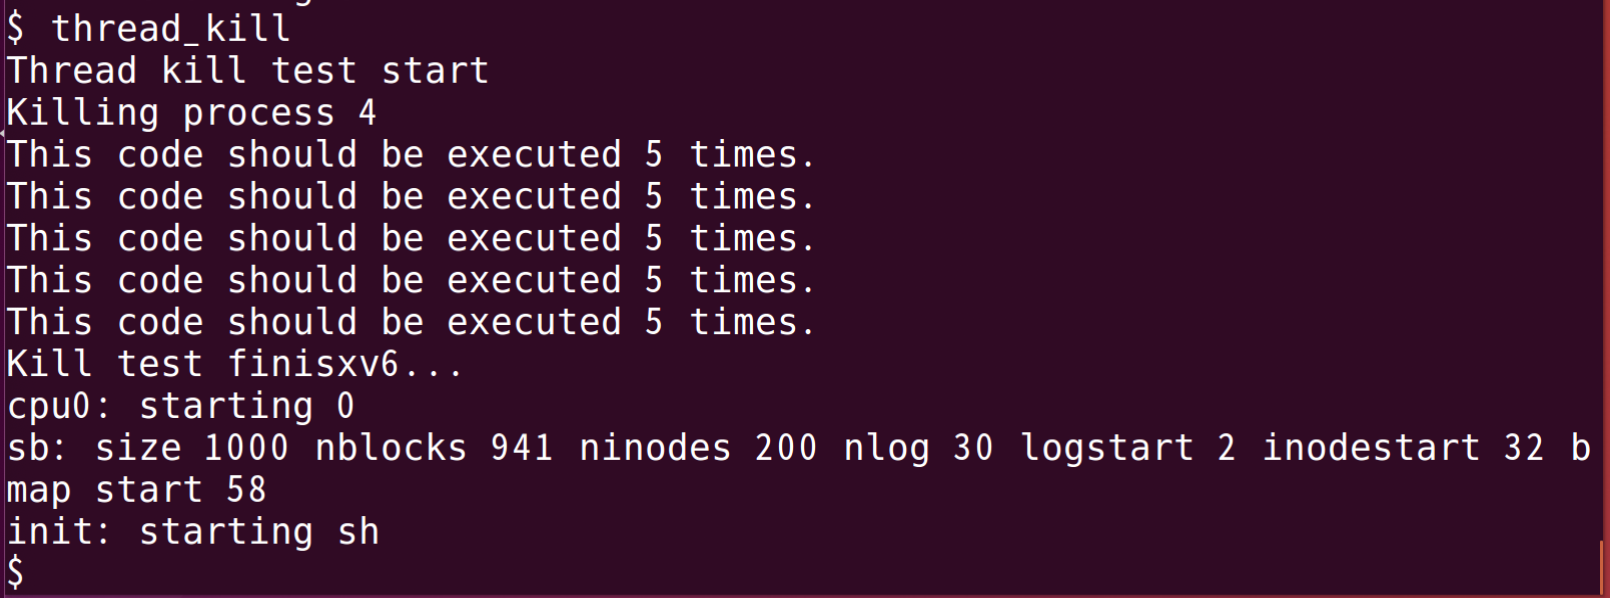 $ thread_kill
Thread kill test start
Killing process 4
This code should be executed 5 times.
This code should be executed 5 times.
This code should be executed 5 times.
This code should be executed 5 times.
This code should be executed 5 times.
Kill test finisxv6...
cpu0: starting 0
sb: size 1000 nblocks 941 ninodes 200 nlog 30 logstart 2 inodestart 32 b
map start 58
init: starting sh
$